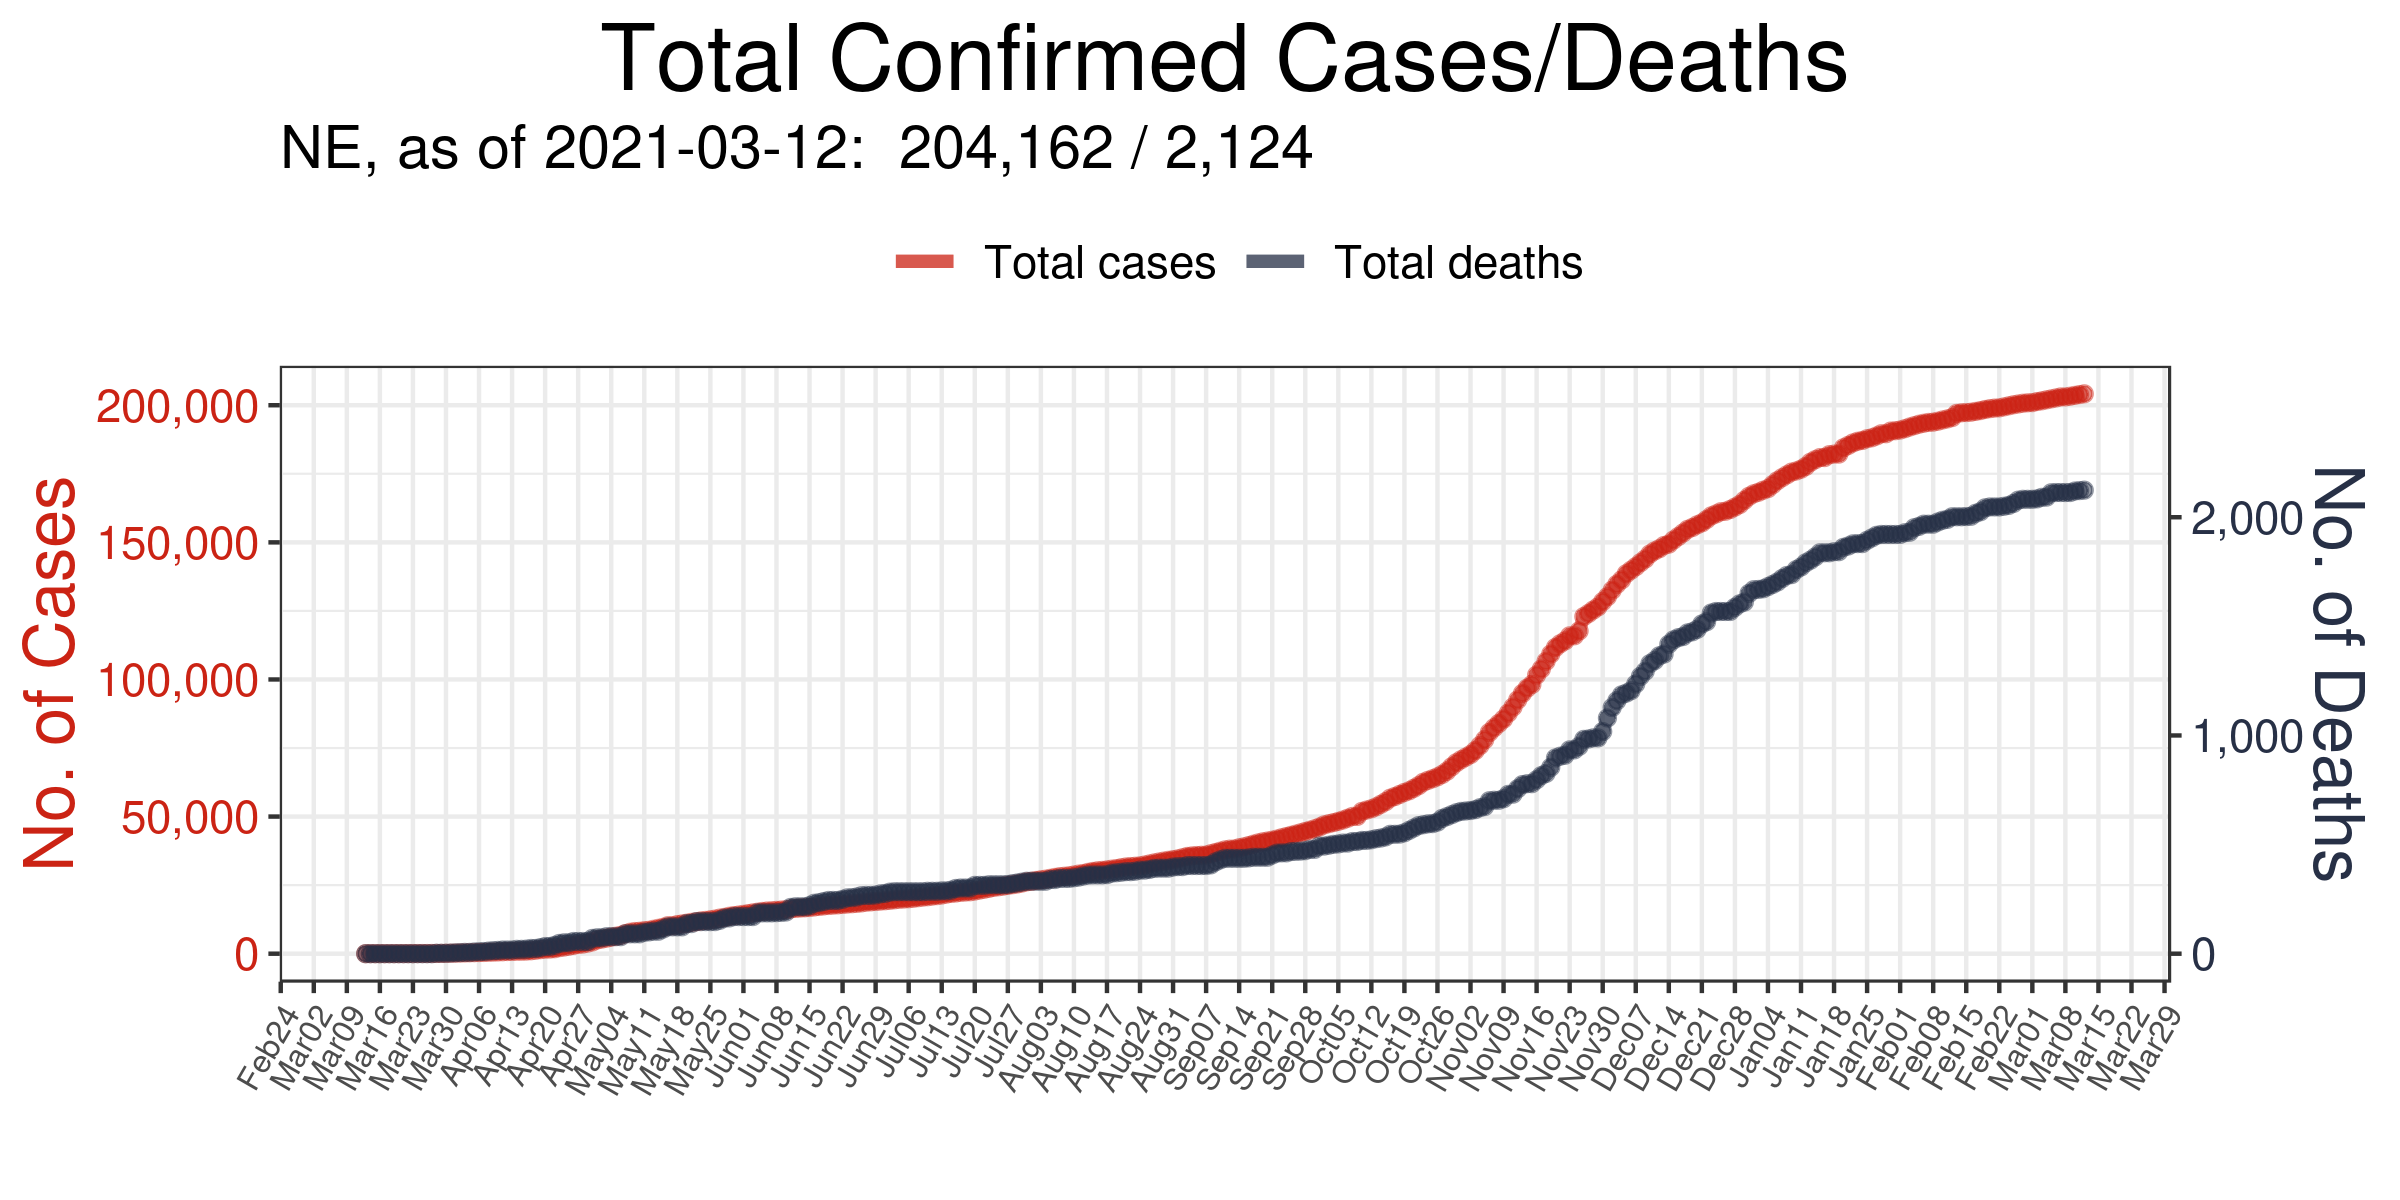 Total Confirmed Cases/Deaths
NE, as of 2021-03-12:  204,162 / 2,124
Total cases
Total deaths
No. of Cases
200,000
150,000
100,000
50,000
0
2,000
1,000
0
No. of Deaths
Feb24
Mar02
Mar09
Mar16
Mar23
Mar30
Apr06
Apr13
Apr20
Apr27
May04
May11
May18
May25
Jun01
Jun08
Jun15
Jun22
Jun29
Jul06
Jul13
Jul20
Jul27
Aug03
Aug10
Aug17
Aug24
Aug31
Sep07
Sep14
Sep21
Sep28
Oct05
Oct12
Oct19
Oct26
Nov02
Nov09
Nov16
Nov23
Nov30
Dec07
Dec14
Dec21
Dec28
Jan04
Jan11
Jan18
Jan25
Feb01
Feb08
Feb15
Feb22
Mar01
Mar08
Mar15
Mar22
Mar29